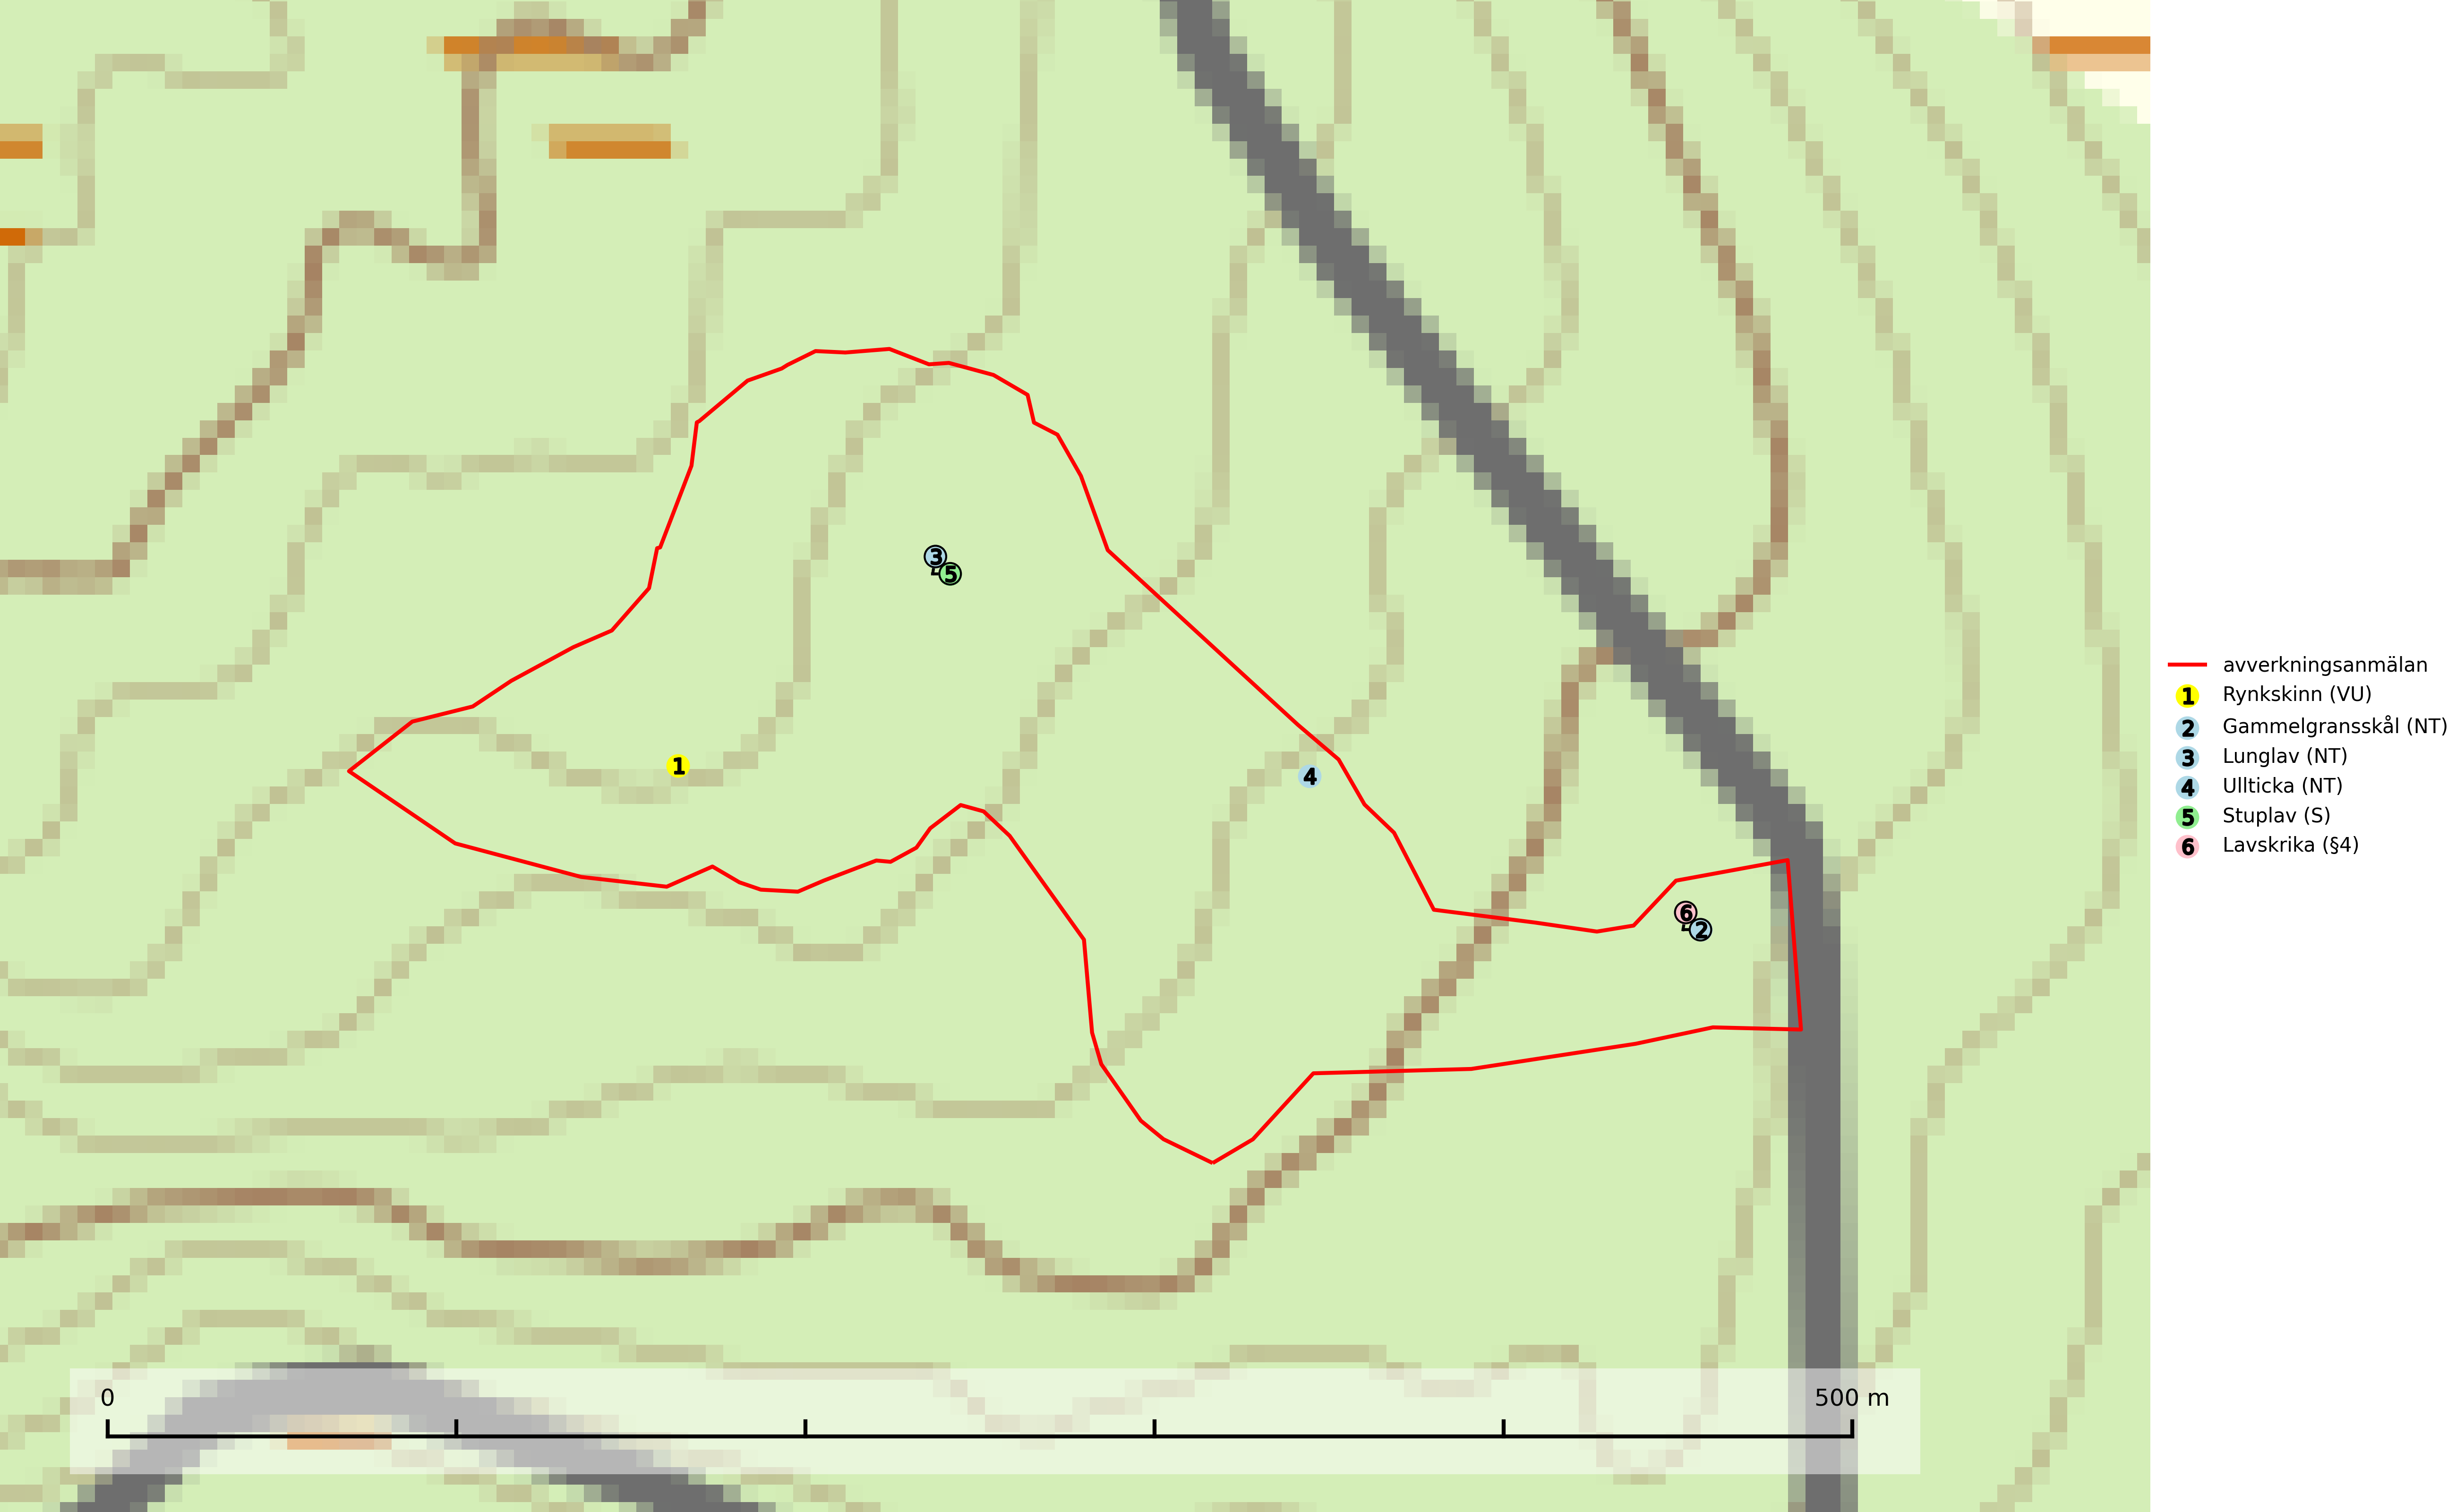 3
5
1
4
6
2
avverkningsanmälan
1 Rynkskinn (VU)
2 Gammelgransskål (NT)
3 Lunglav (NT)
4 Ullticka (NT)
5 Stuplav (S)
6 Lavskrika (§4)
0 500 m